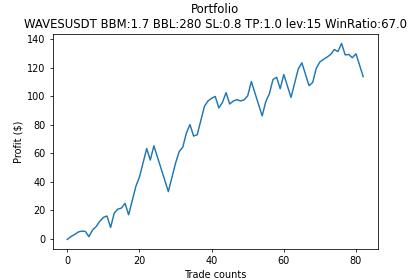 Portfolio
WAVESUSDT BBM:1.7 BBL:280 SL:0.8 TP:1.0 lev:15 WinRatio:67.0
140
120
100
80
60
40
20
0
Profit ($)
0 20 40 60 80
Trade counts